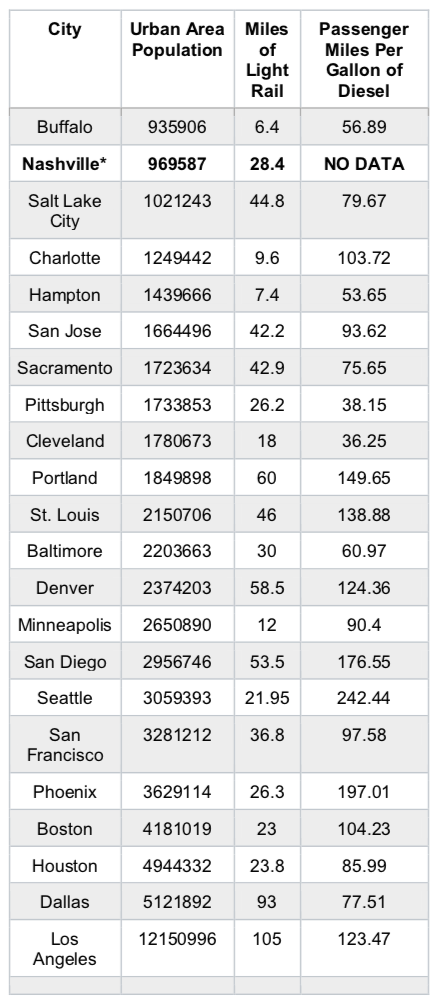 City Urban Area Population Miles of Light Rail Passenger Miles Per Gallon of Diesel
Buffalo 935906 6.4 56.89
Nashville* 969587 28.4 NO DATA
Salt Lake City 1021243 44.8 79.67
Charlotte 1249442 9.6 103.72
Hampton 1439666 7.4 53.65
San Jose 1664496 42.2 93.62
Sacramento 1723634 42.9 75.65
Pittsburgh 1733853 26.2 38.15
Cleveland 1780673 18 36.25
Portland 1849898 60 149.65
St. Louis 2150706 46 138.88
Baltimore 2203663 30 60.97
Denver 2374203 58.5 124.36
Minneapolis 2650890 12 90.4
San Diego 2956746 53.5 176.55
Seattle 3059393 21.95 242.44
San Francisco 3281212 36.8 97.58
Phoenix 3629114 26.3 197.01
Boston 4181019 23 104.23
Houston 4944332 23.8 85.99
Dallas 5121892 93 77.51
Los Angeles 12150996 105 123.47